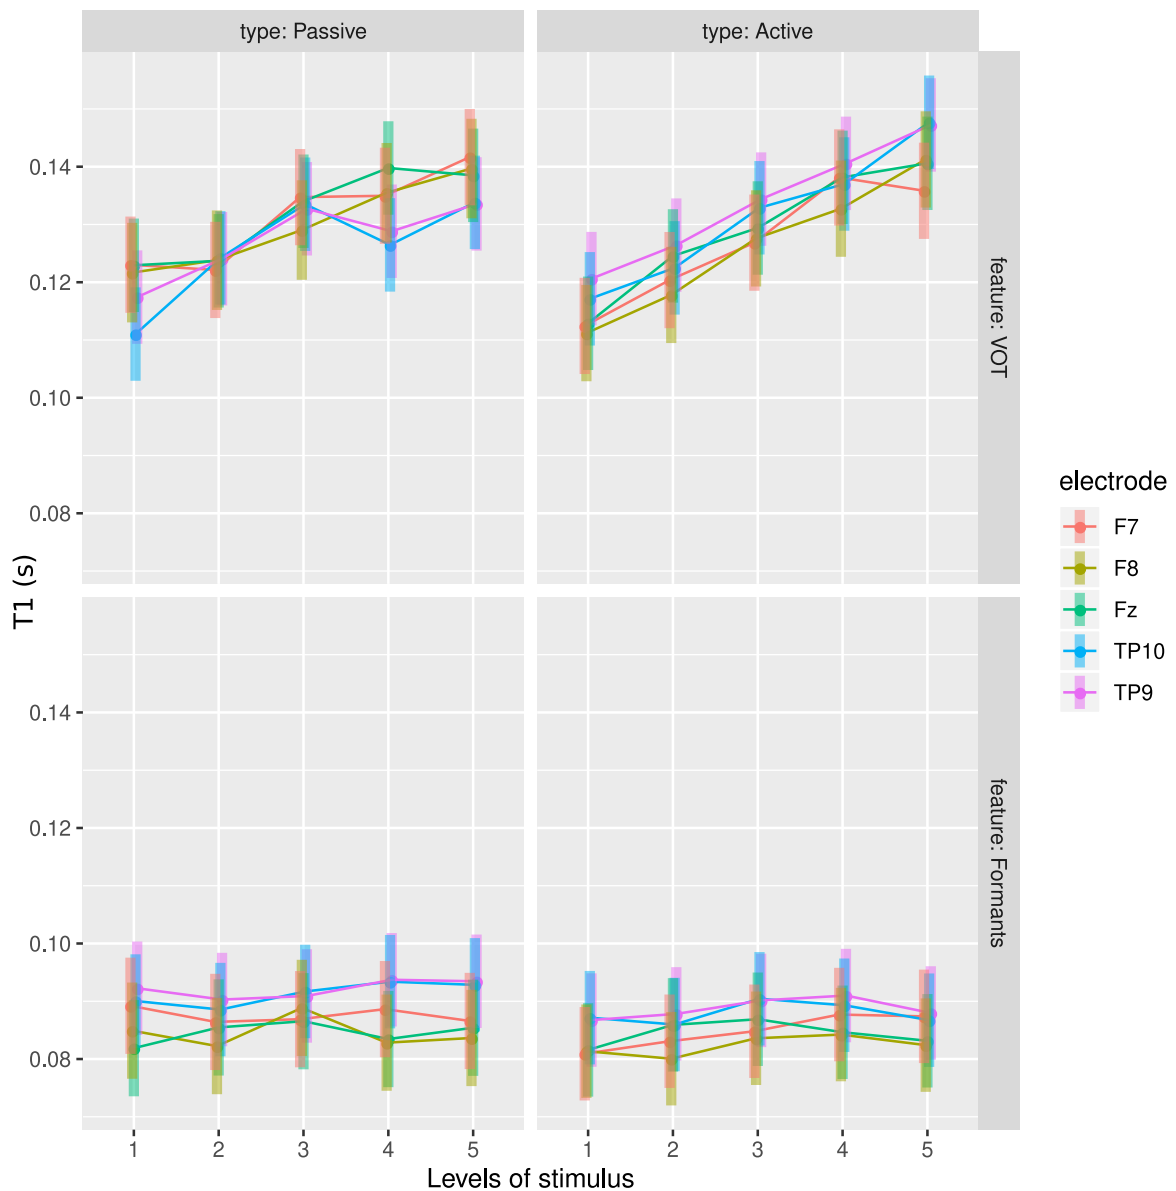 type: Passive
type: Active
feature: VOT
0.14
0.12
0.10
0.08
T1 (s)
feature: Formants
0.14
0.12
0.10
0.08
1 2 3 4 5
1 2 3 4 5
Levels of stimulus
electrode
F7
F8
Fz
TP10
TP9